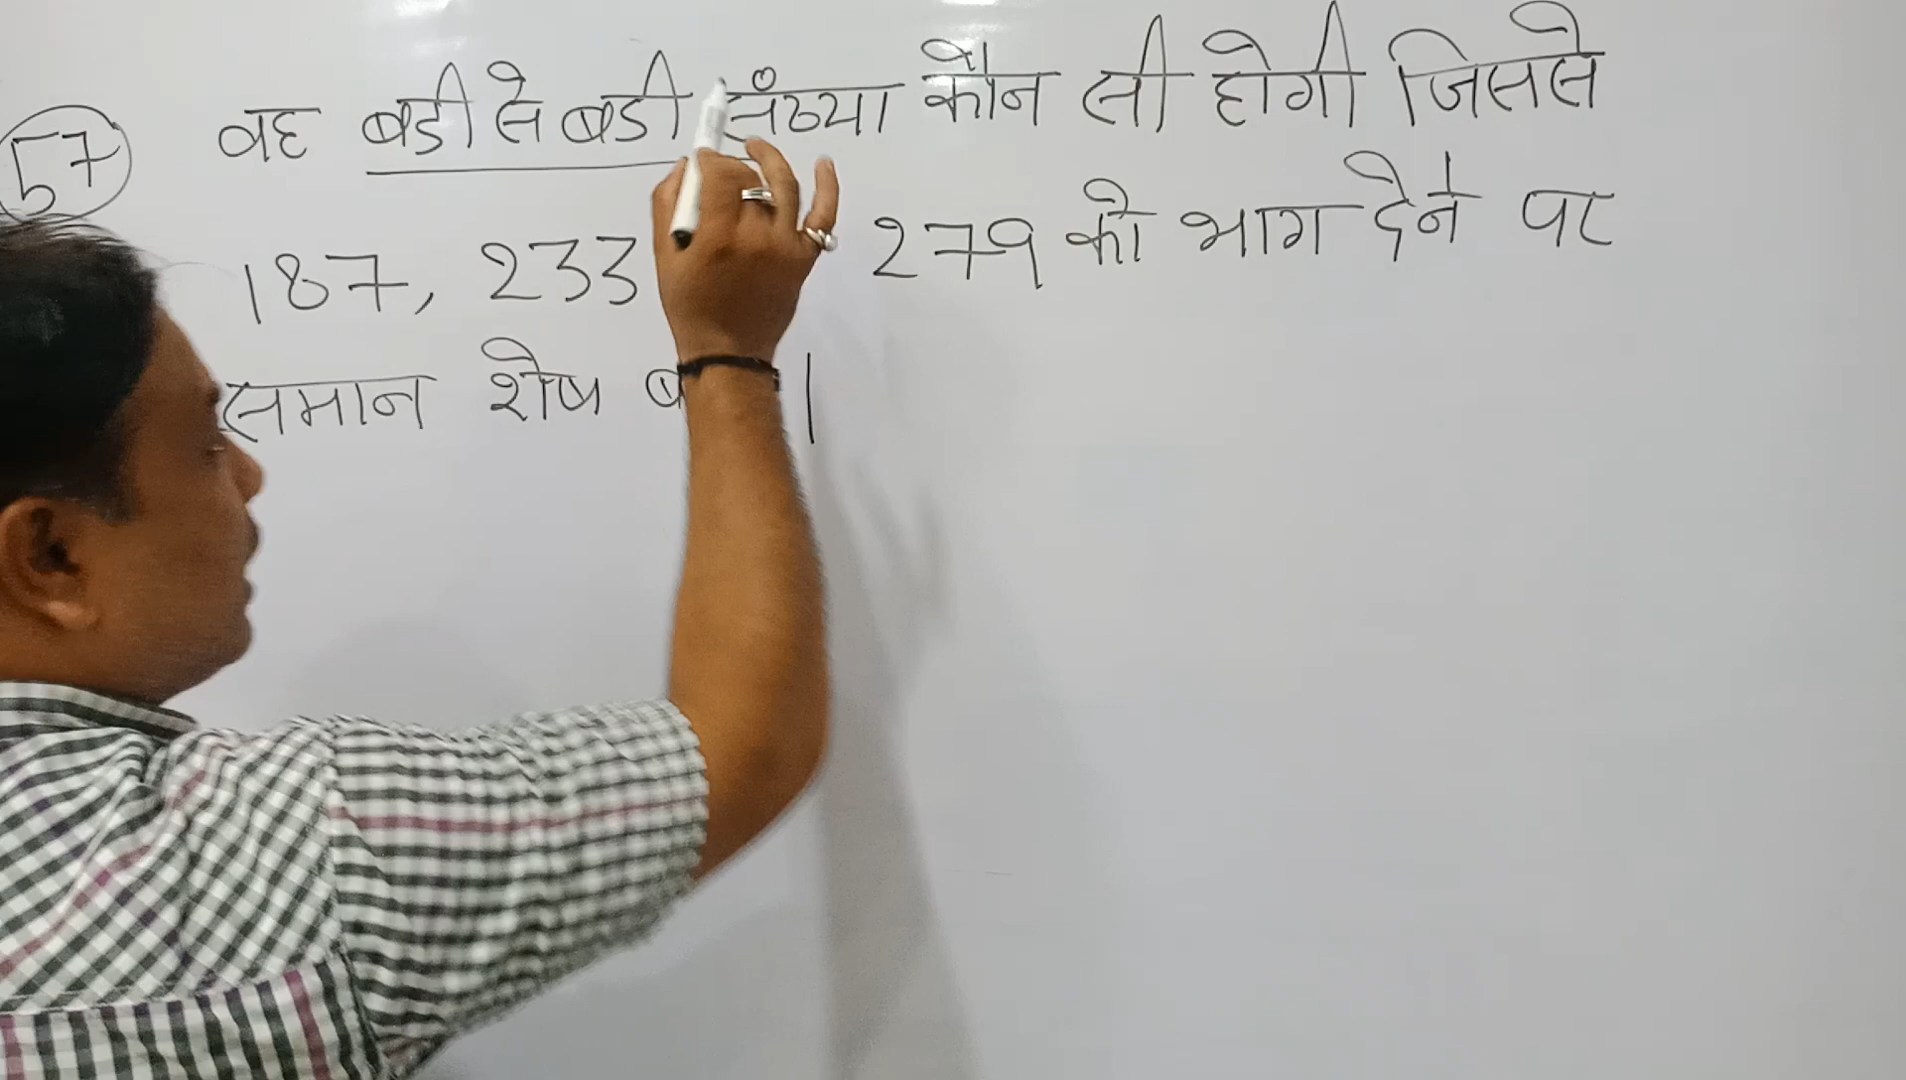 57 वह बडी से बडी संख्या कौन सी होगी जिससे
187, 233 279 को भाग देने पर
समान शेष |